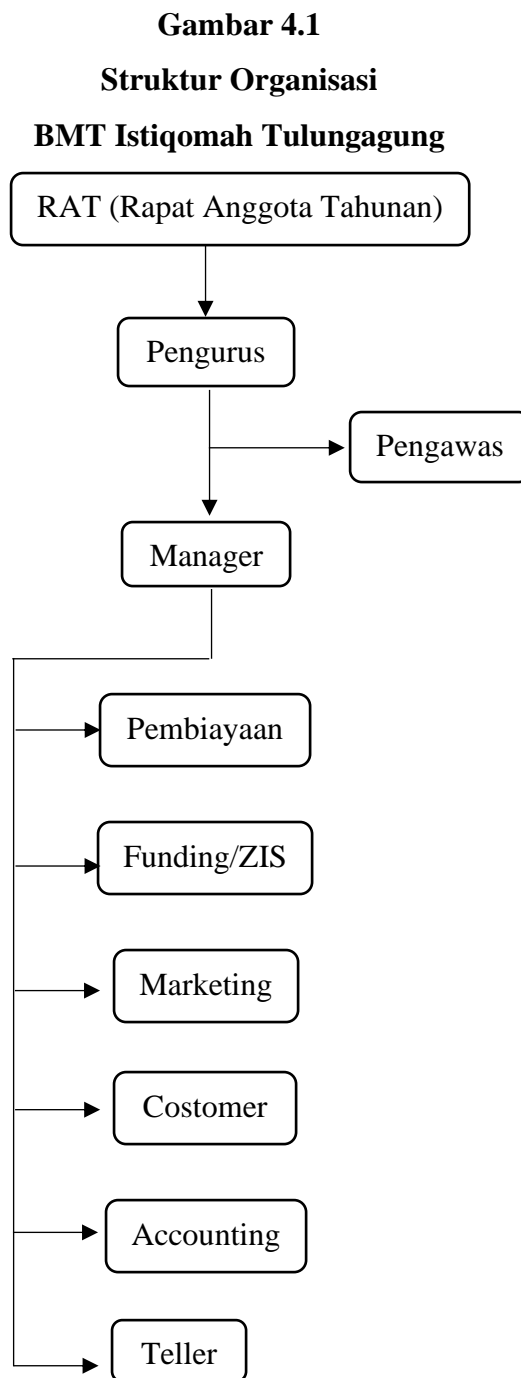 Gambar 4.1
Struktur Organisasi
BMT Istiqomah Tulungagung
RAT (Rapat Anggota Tahunan)
Pengurus
Pengawas
Manager
Pembiayaan
Funding/ZIS
Marketing
Costomer
Accounting
Teller